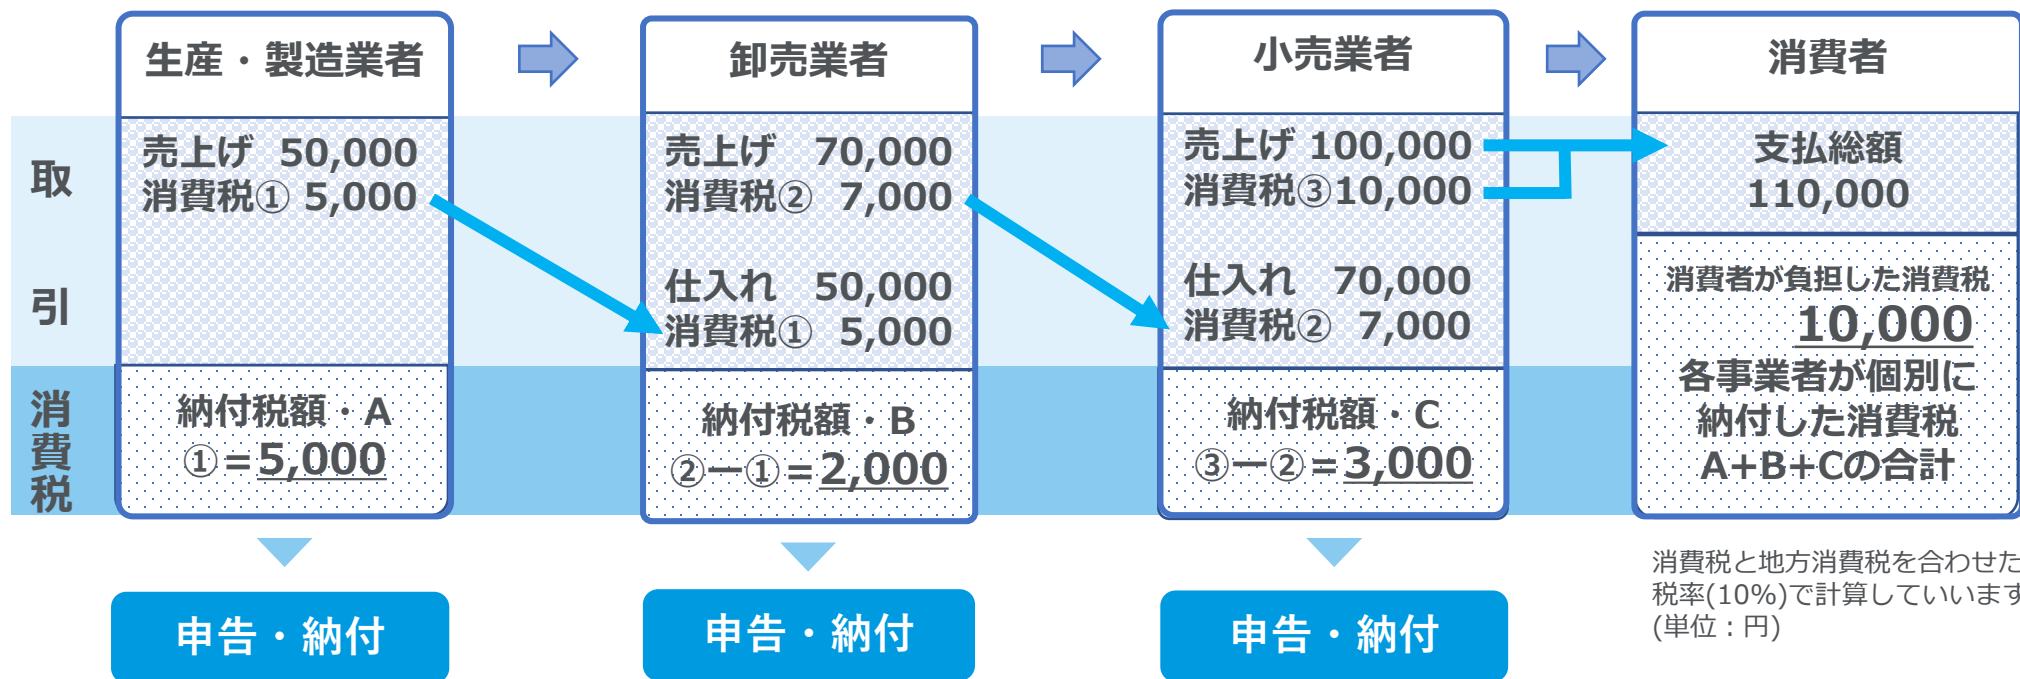 生産・製造業者
卸売業者
小売業者
消費者
取引
消費税
売上げ 50,000
消費税① 5,000
納付税額・A
①=5,000
申告・納付
売上げ 70,000
消費税② 7,000
仕入れ 50,000
消費税① 5,000
納付税額・B
②ー①=2,000
申告・納付
売上げ 100,000
消費税③10,000
仕入れ 70,000
消費税② 7,000
納付税額・C
③ー②=3,000
申告・納付
支払総額
110,000
消費者が負担した消費税
10,000
各事業者が個別に
納付した消費税
A+B+Cの合計
消費税と地方消費税を合わせた
税率(10%)で計算していいます
(単位：円)